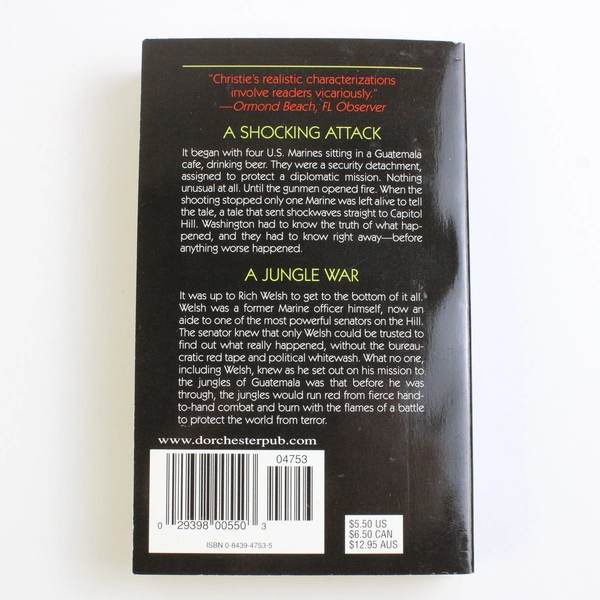 "Christie's realistic characterizations
involve readers vicariously."
—Ormond Beach, FL Observer
A SHOCKING ATTACK
It began with four U.S. Marines sitting in a Guatemala
cafe, drinking beer. They were a security detachment,
assigned to protect a diplomatic mission. Nothing
unusual at all. Until the gunmen opened fire. When the
shooting stopped only one Marine was left alive to tell
the tale, a tale that sent shockwaves straight to Capitol
Hill. Washington had to know the truth of what hap-
pened, and they had to know right away—before
anything worse happened.
A JUNGLE WAR
It was up to Rich Welsh to get to the bottom of it all.
Welsh was a former Marine officer himself, now an
aide to one of the most powerful senators on the Hill.
The senator knew that only Welsh could be trusted to
find out what really happened, without the bureau-
cratic red tape and political whitewash. What no one,
including Welsh, knew as he set out on his mission to
the jungles of Guatemala was that before he was
through, the jungles would run red from fierce hand-
to-hand combat and burn with the flames of a battle
to protect the world from terror.
www.dorchesterpub.com
04753
0 29398 00550 3
ISBN 0-8439-4753-5
$5.50 US
$6.50 CAN
$12.95 AUS